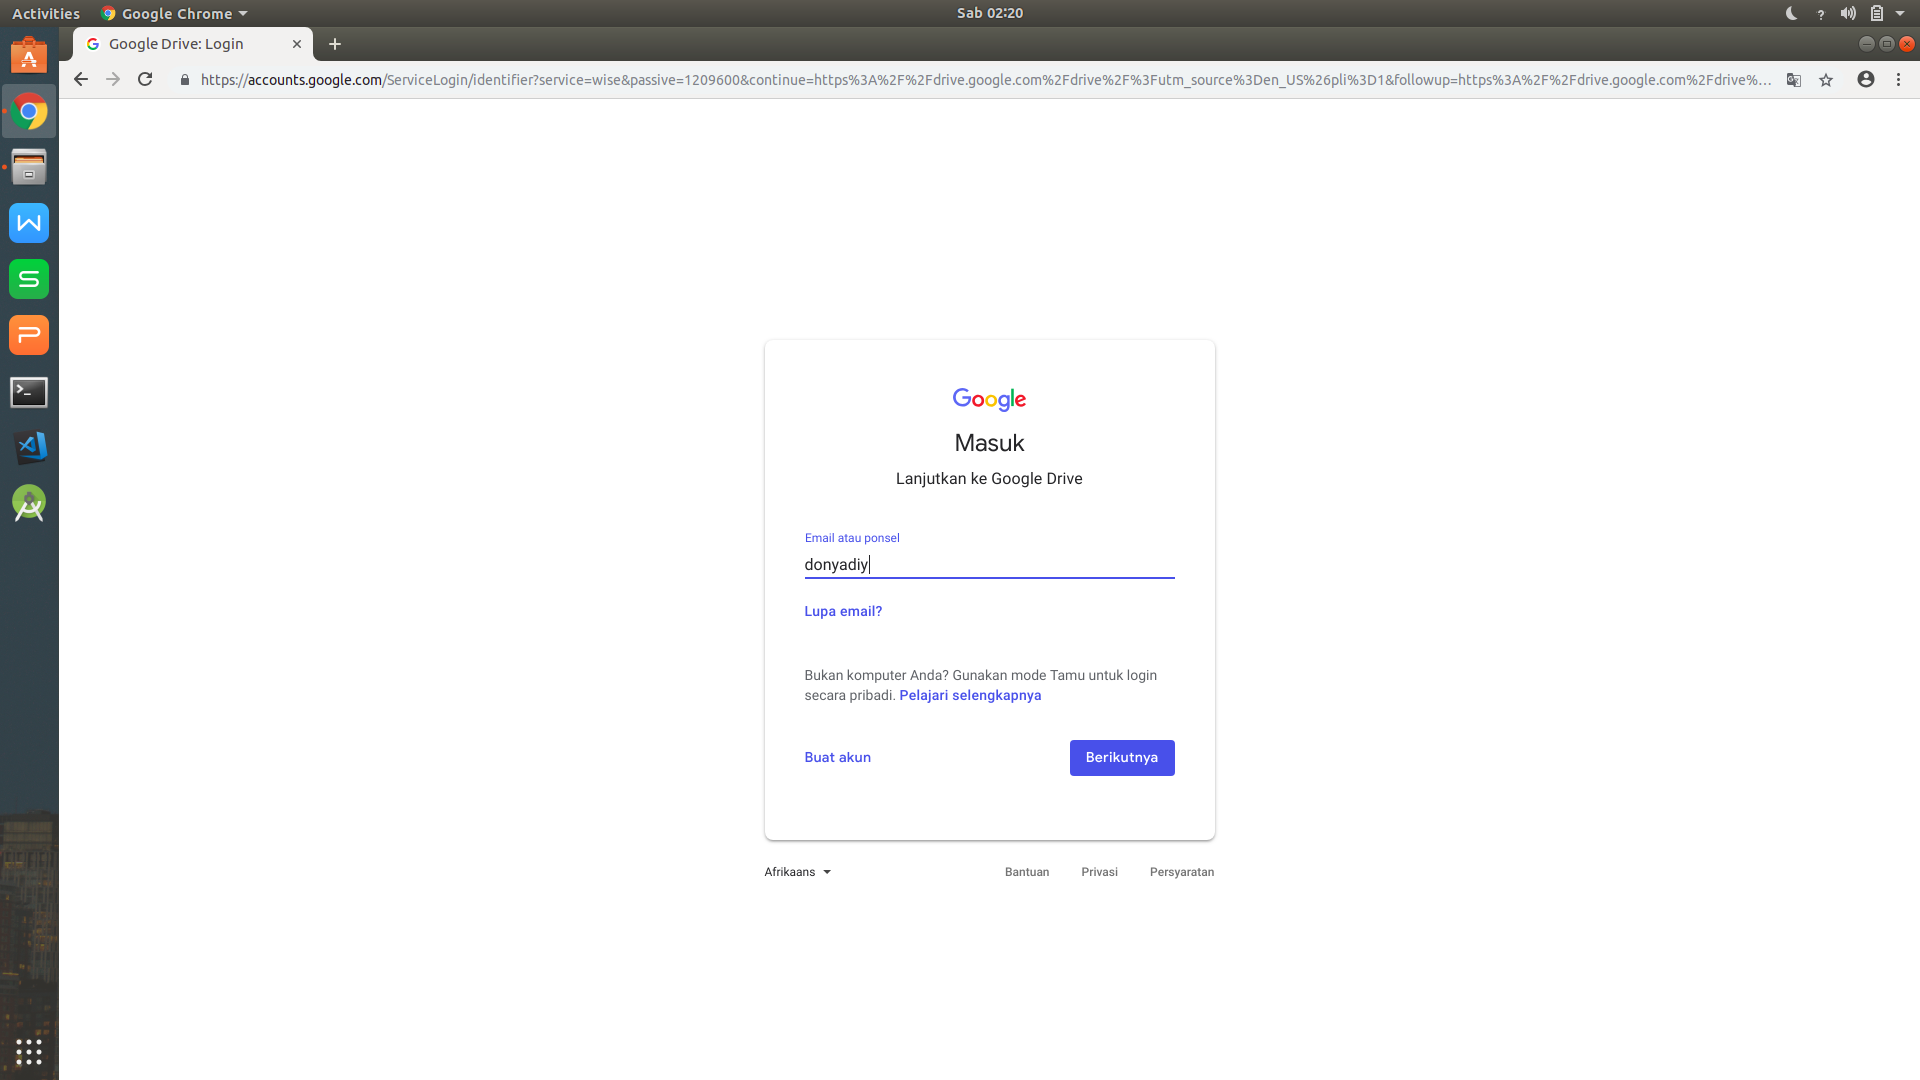 Activities
Google Chrome
Sab 02:20
Google Drive: Login
https://accounts.google.com/ServiceLogin/identifier?service=wise&passive=1209600&continue=https%3A%2F%2Fdrive.google.com%2Fdrive%2F%3Futm_source%3Den_US%26pli%3D1&followup=https%3A%2F%2Fdrive.google.com%2Fdrive%...
Google
Masuk
Lanjutkan ke Google Drive
Email atau ponsel
donyadiy
Lupa email?
Bukan komputer Anda? Gunakan mode Tamu untuk login
secara pribadi. Pelajari selengkapnya
Buat akun
Berikutnya
Afrikaans
Bantuan
Privasi
Persyaratan